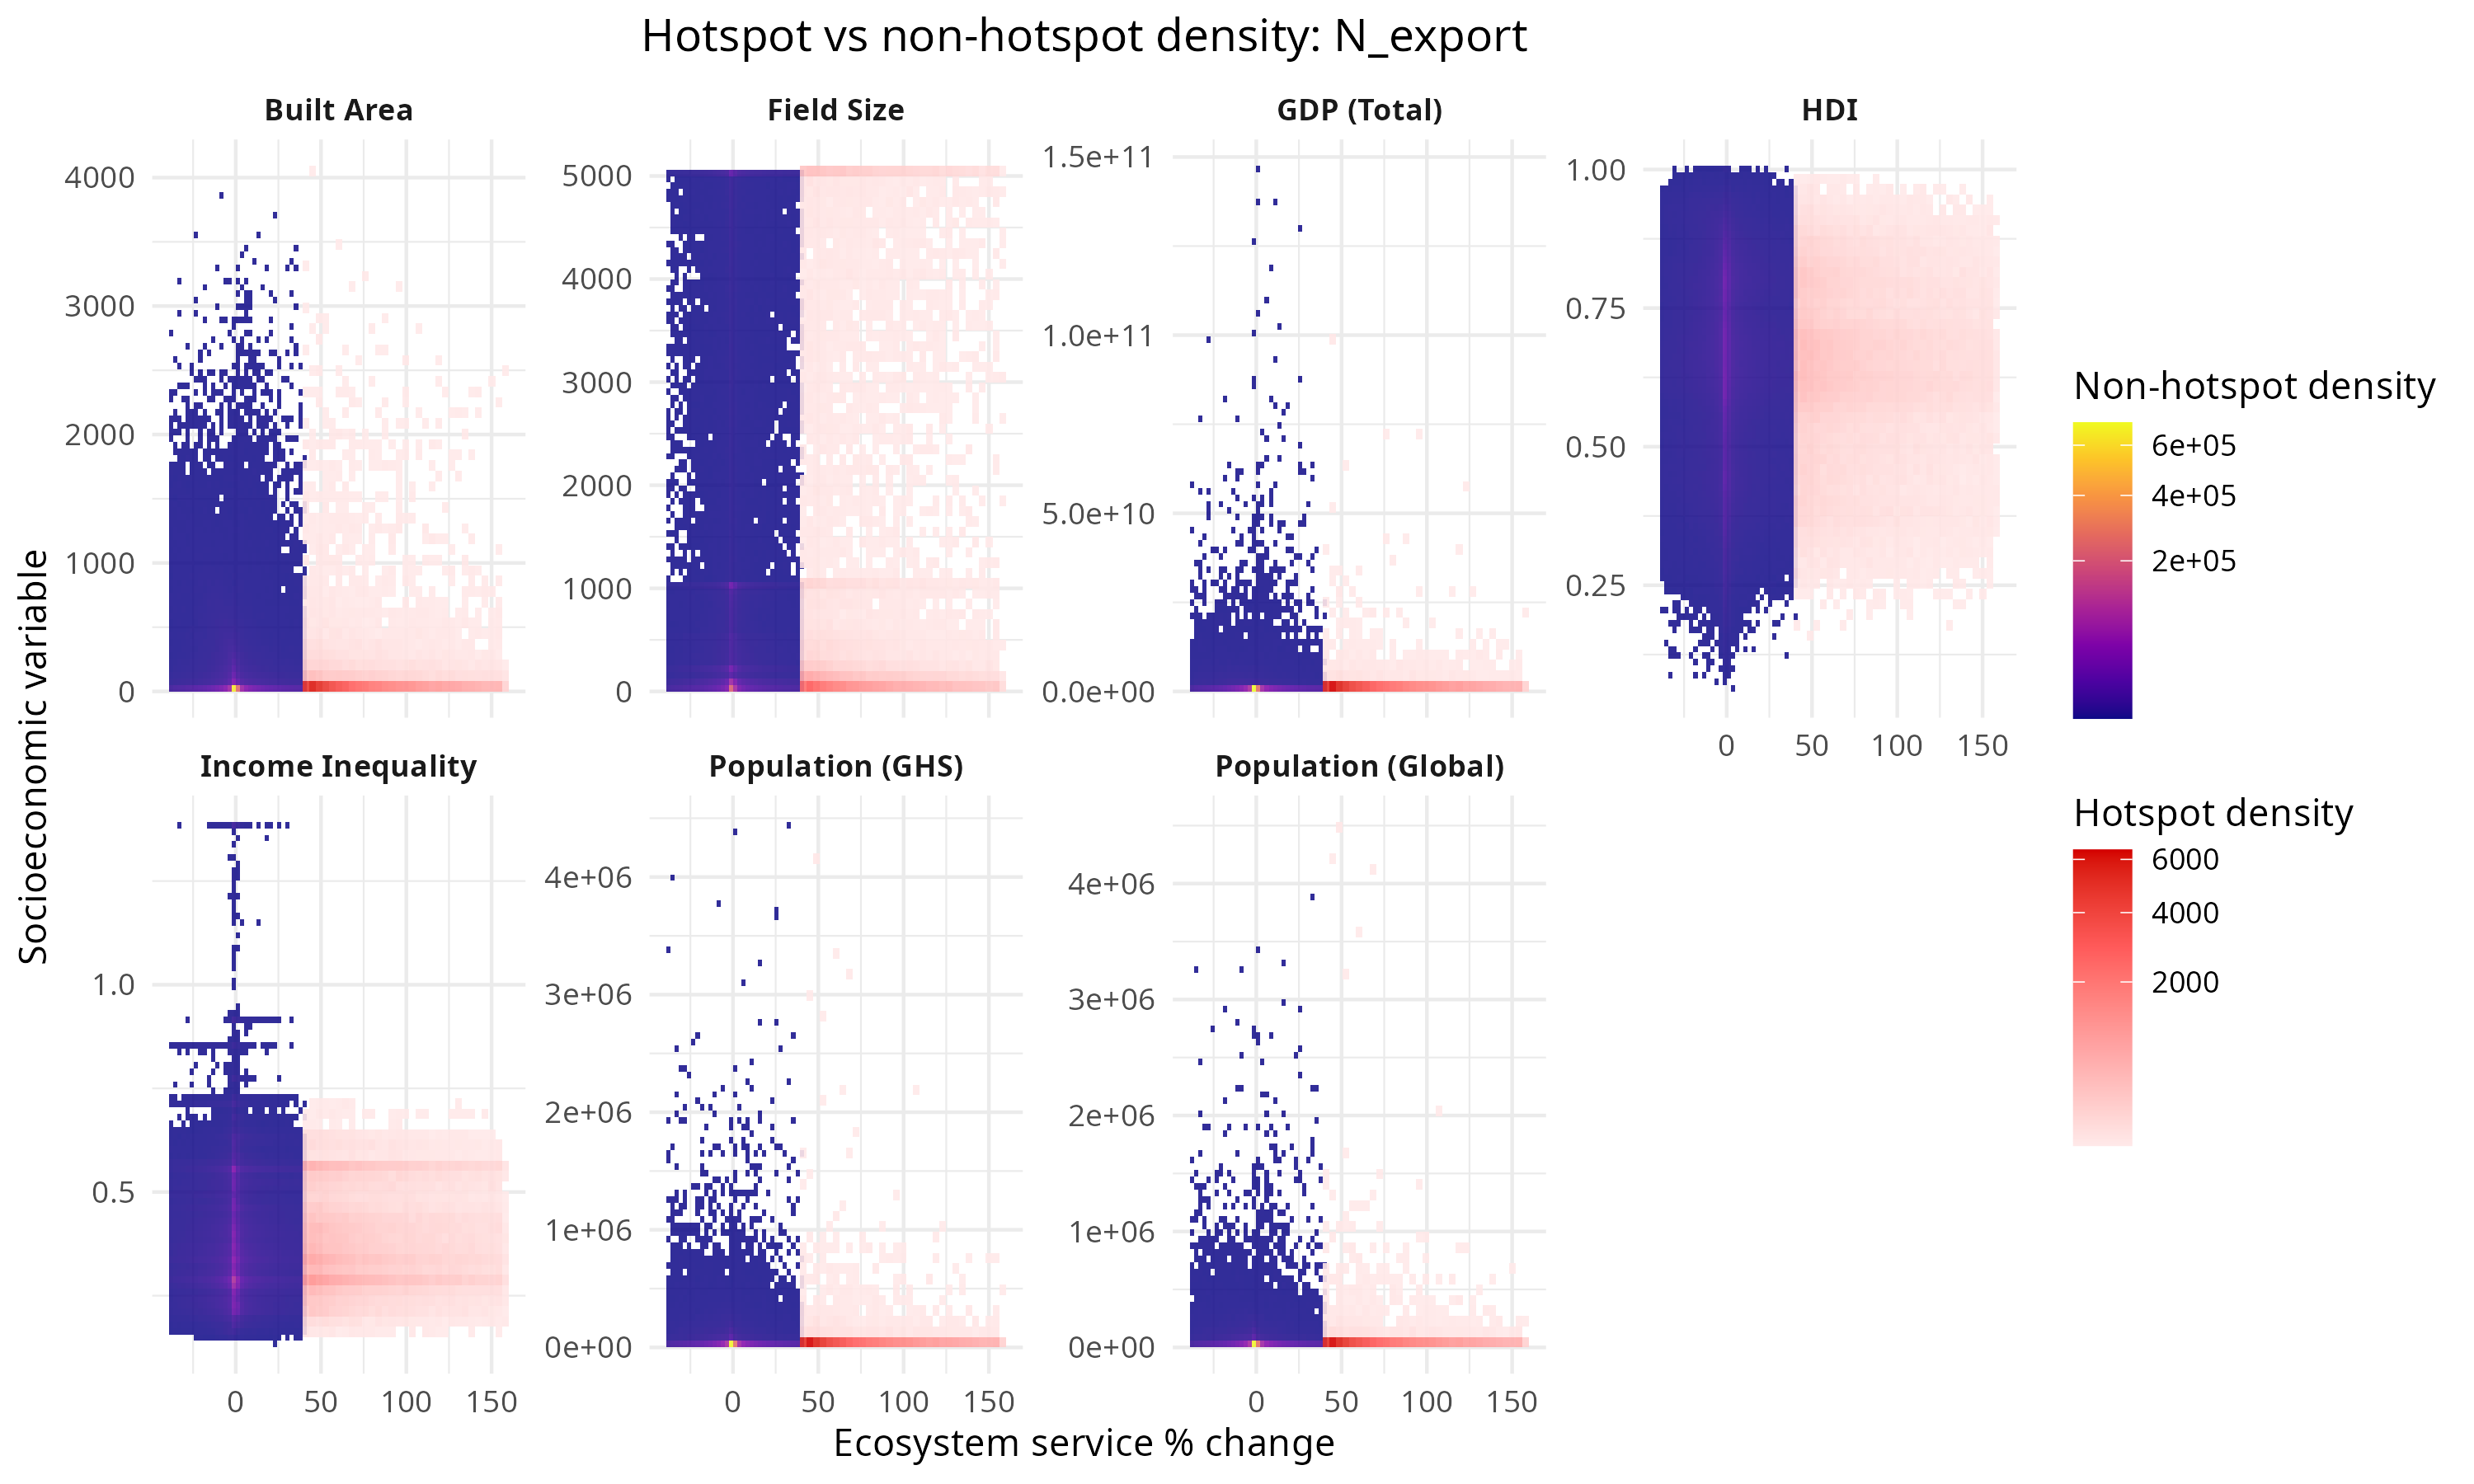 Hotspot vs non-hotspot density: N_export
Built Area
Field Size
GDP (Total)
HDI
4000
3000
2000
1000
0
5000
4000
3000
2000
1000
0
1.5e+11
1.0e+11
5.0e+10
0.0e+00
1.00
0.75
0.50
0.25
0 50 100 150
Income Inequality
Population (GHS)
Population (Global)
1.0
0.5
4e+06
3e+06
2e+06
1e+06
0e+00
4e+06
3e+06
2e+06
1e+06
0e+00
0 50 100 150
0 50 100 150
0 50 100 150
Socioeconomic variable
Ecosystem service % change
Non-hotspot density
6e+05
4e+05
2e+05
Hotspot density
6000
4000
2000